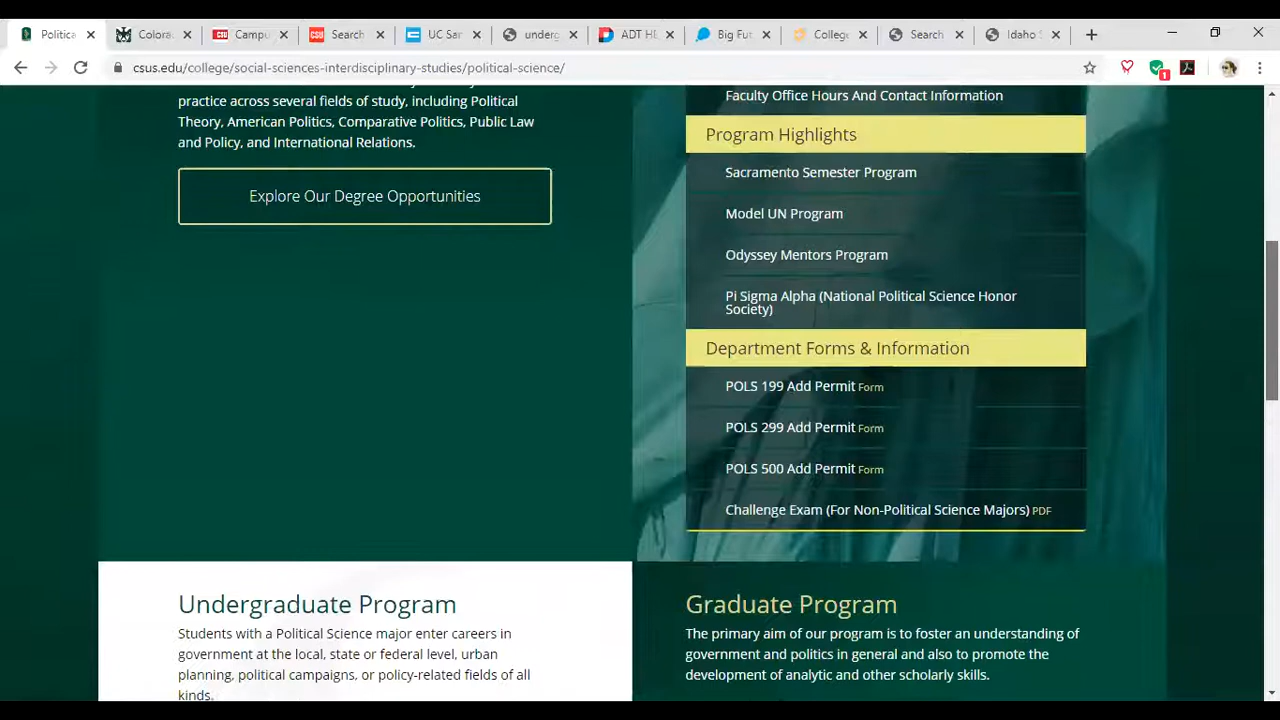 Politica
Colora
Campu
Search
UC Sar
underg
ADT HI
Big Fut
College
Search
Idaho S
csus.edu/college/social-sciences-interdisciplinary-studies/political-science/
1
practice across several fields of study, including Political
Theory, American Politics, Comparative Politics, Public Law
and Policy, and International Relations.
Explore Our Degree Opportunities
Faculty Office Hours And Contact Information
Program Highlights
Sacramento Semester Program
Model UN Program
Odyssey Mentors Program
Pi Sigma Alpha (National Political Science Honor
Society)
Department Forms & Information
POLS 199 Add Permit Form
POLS 299 Add Permit Form
POLS 500 Add Permit Form
Challenge Exam (For Non-Political Science Majors) PDF
Undergraduate Program
Students with a Political Science major enter careers in
government at the local, state or federal level, urban
planning, political campaigns, or policy-related fields of all
kinds.
Graduate Program
The primary aim of our program is to foster an understanding of
government and politics in general and also to promote the
development of analytic and other scholarly skills.